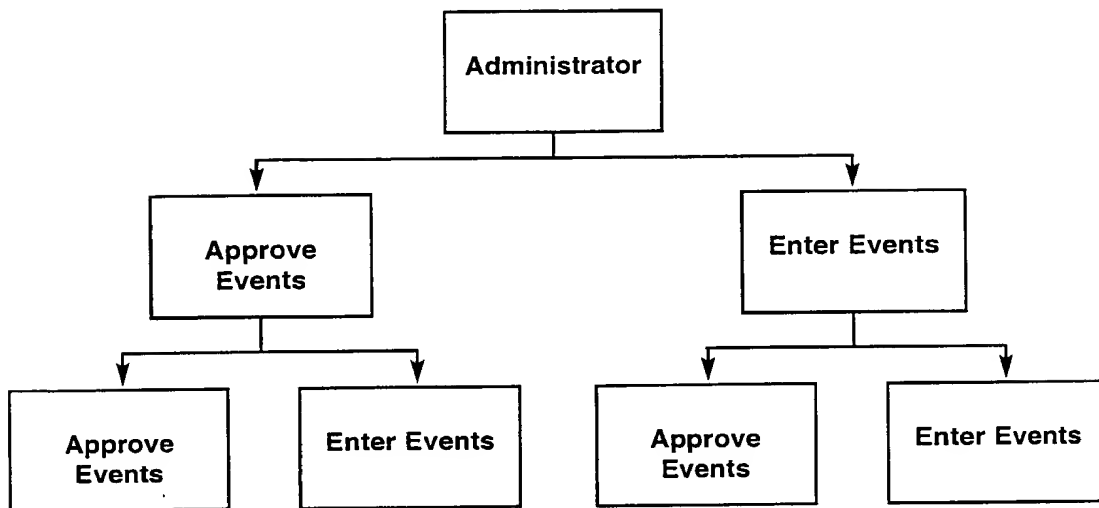 Administrator
Approve
Events
Enter Events
Approve
Events
Enter Events
Approve
Events
Enter Events